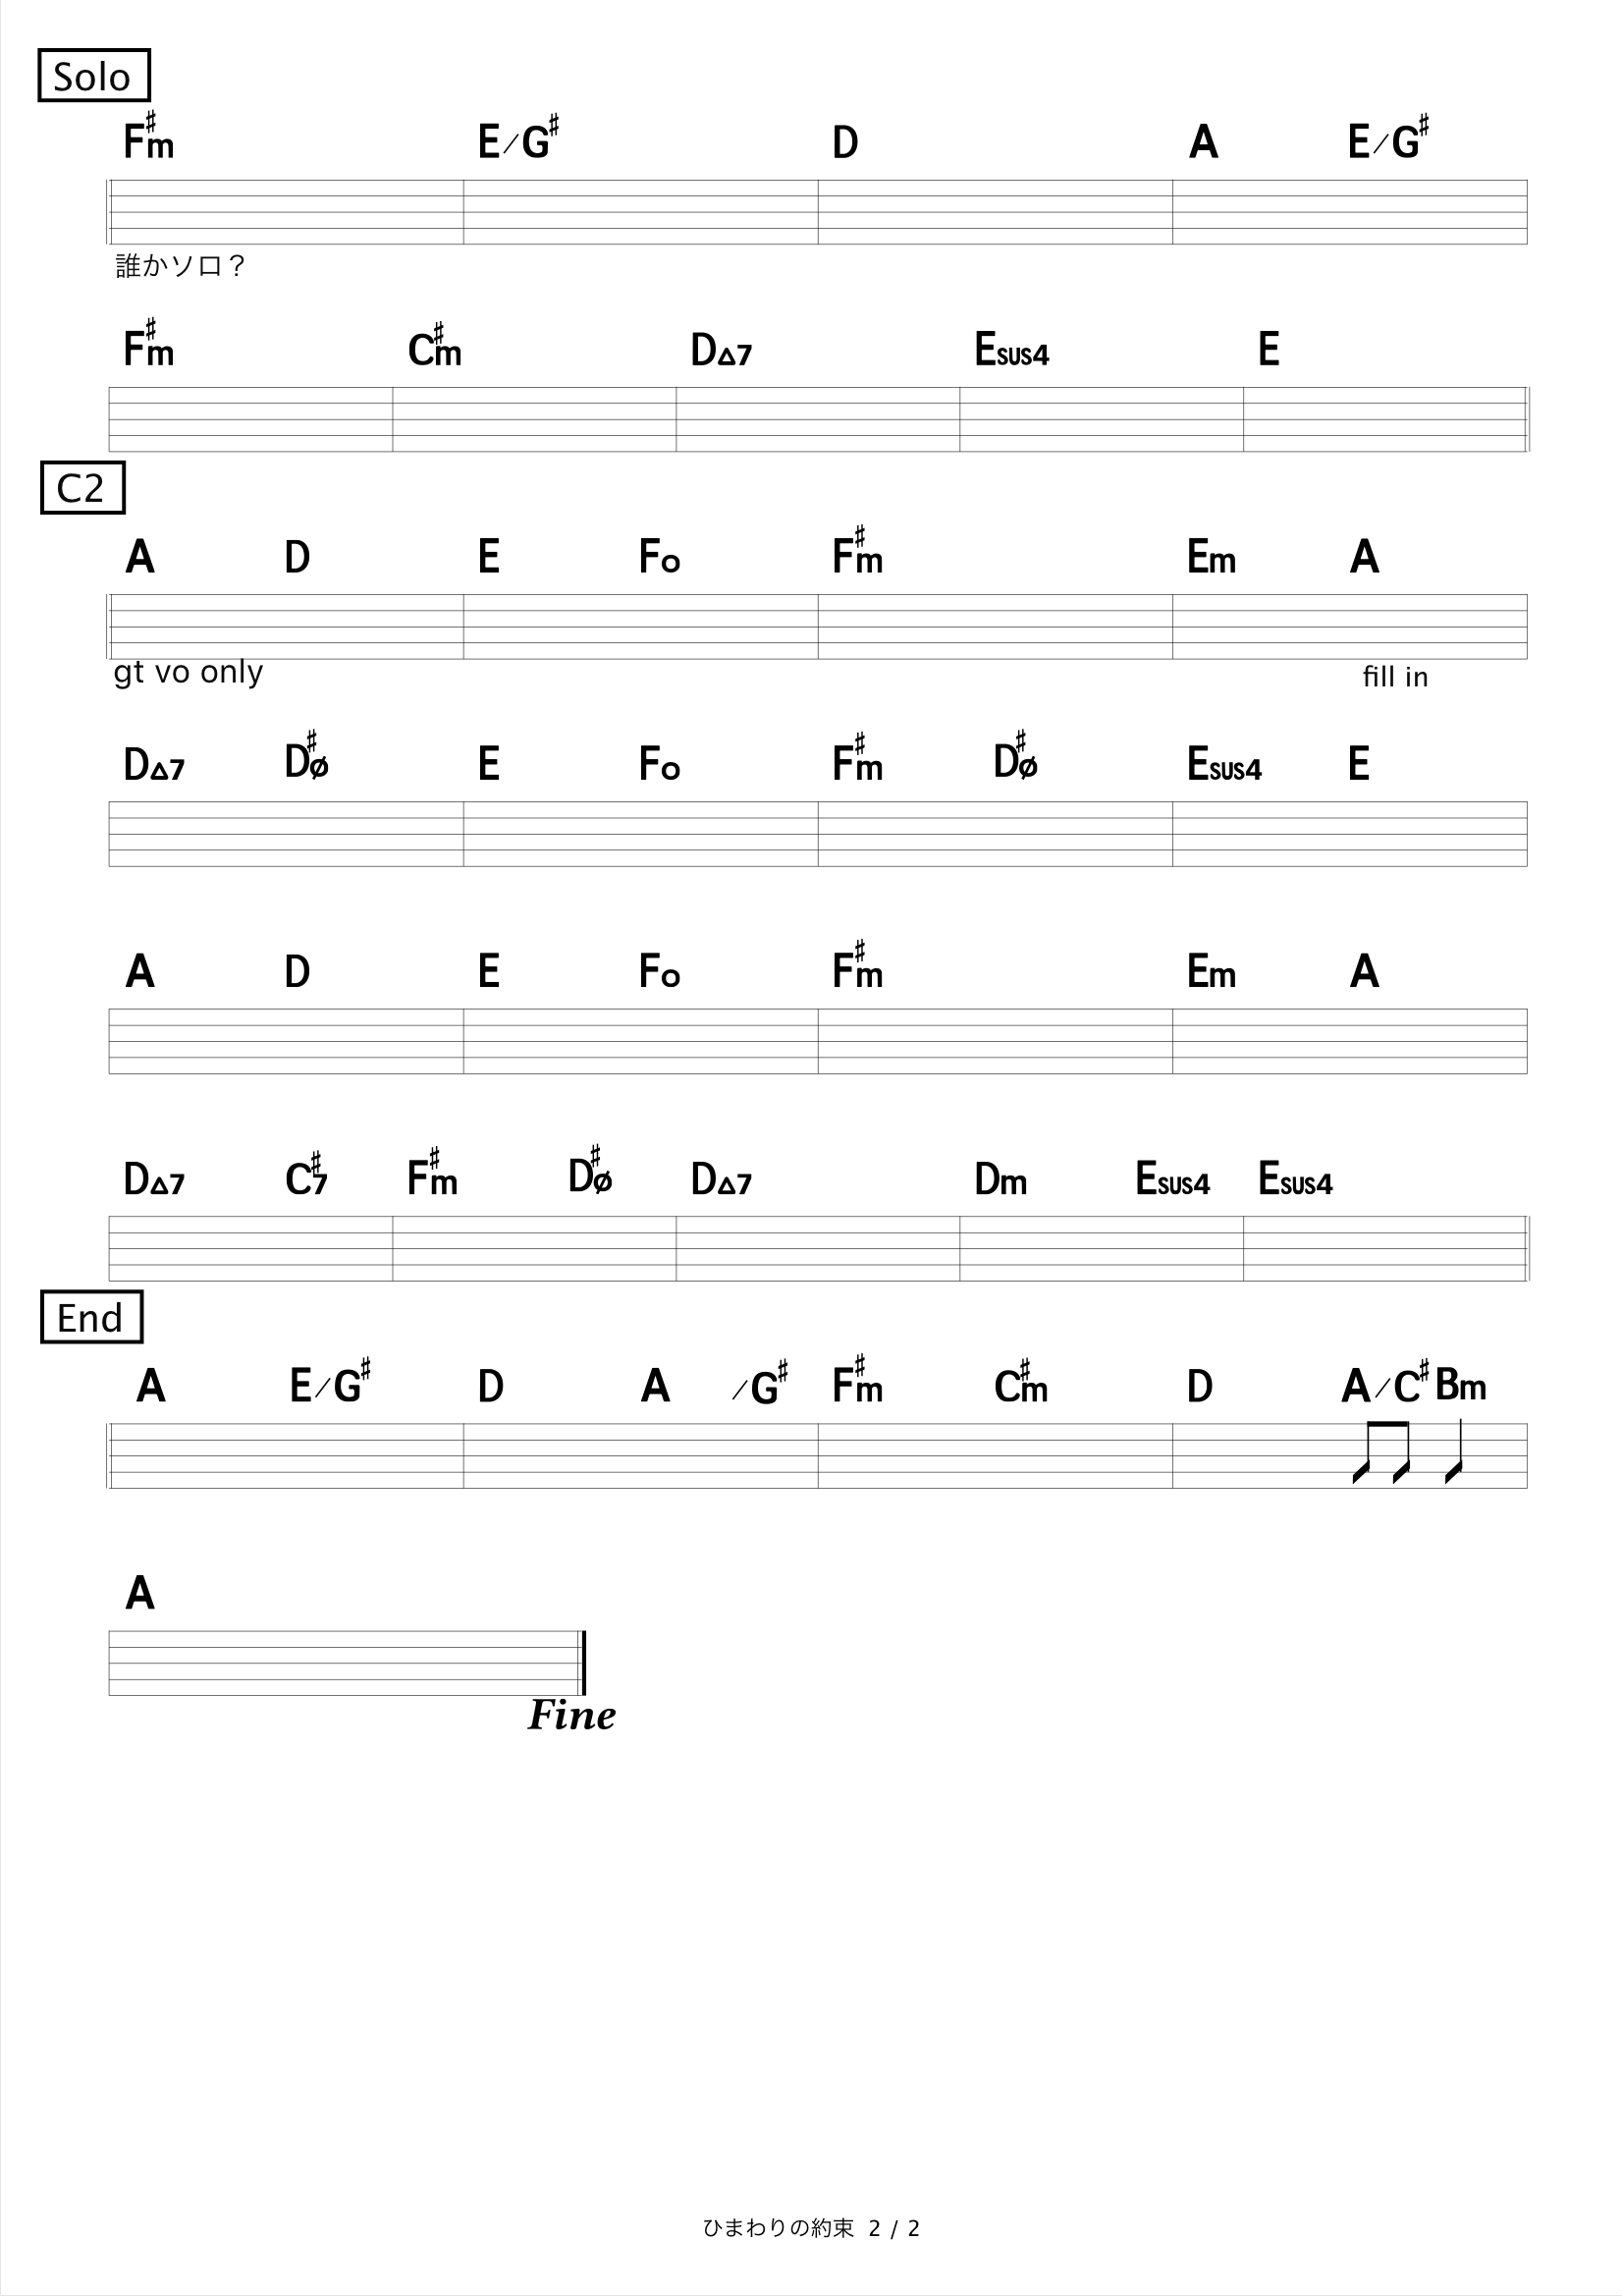 Solo
F♯m E/G♯ D A E/G♯
誰かソロ？
F♯m C♯m D△7 Esus4 E
C2
A D E Fo F♯m Em A
gt vo only fill in
D△7 D♯ø E Fo F♯m D♯ø Esus4 E
A D E Fo F♯m Em A
D△7 C♯7 F♯m D♯ø D△7 Dm Esus4 Esus4
End
A E/G♯ D A /G♯ F♯m C♯m D A/C♯ Bm
A
Fine
ひまわりの約束 2 / 2